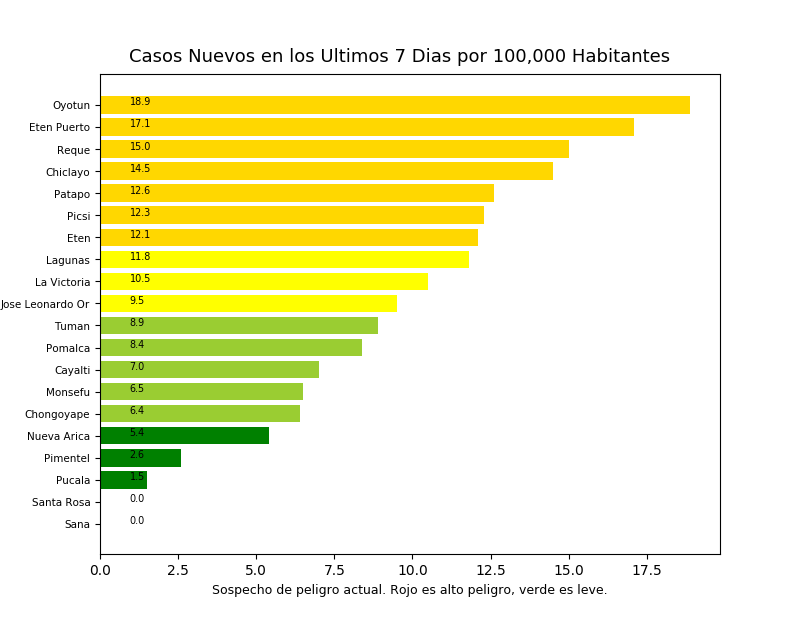 Casos Nuevos en los Ultimos 7 Dias por 100,000 Habitantes
Oyotun 18.9
Eten Puerto 17.1
Reque 15.0
Chiclayo 14.5
Patapo 12.6
Picsi 12.3
Eten 12.1
Lagunas 11.8
La Victoria 10.5
Jose Leonardo Or 9.5
Tuman 8.9
Pomalca 8.4
Cayalti 7.0
Monsefu 6.5
Chongoyape 6.4
Nueva Arica 5.4
Pimentel 2.6
Pucala 1.5
Santa Rosa 0.0
Sana 0.0
0.0 2.5 5.0 7.5 10.0 12.5 15.0 17.5
Sospecho de peligro actual. Rojo es alto peligro, verde es leve.